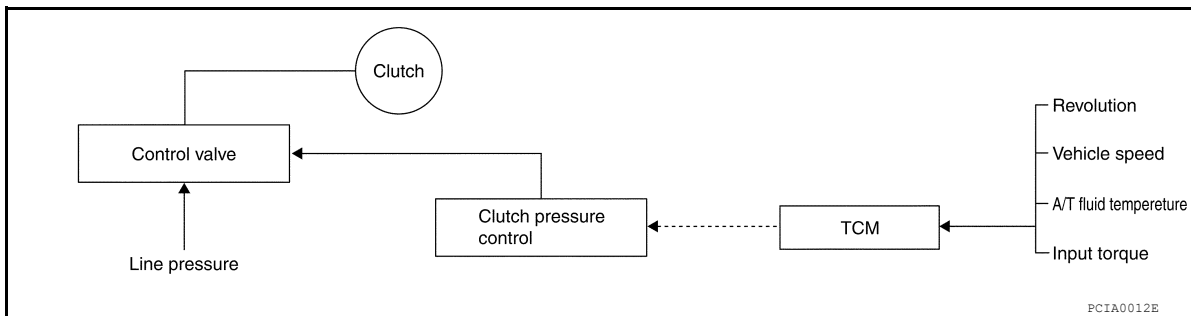 Clutch
Control valve
Line pressure
Clutch pressure
control
TCM
Revolution
Vehicle speed
A/T fluid tempereture
Input torque
PCIA0012E